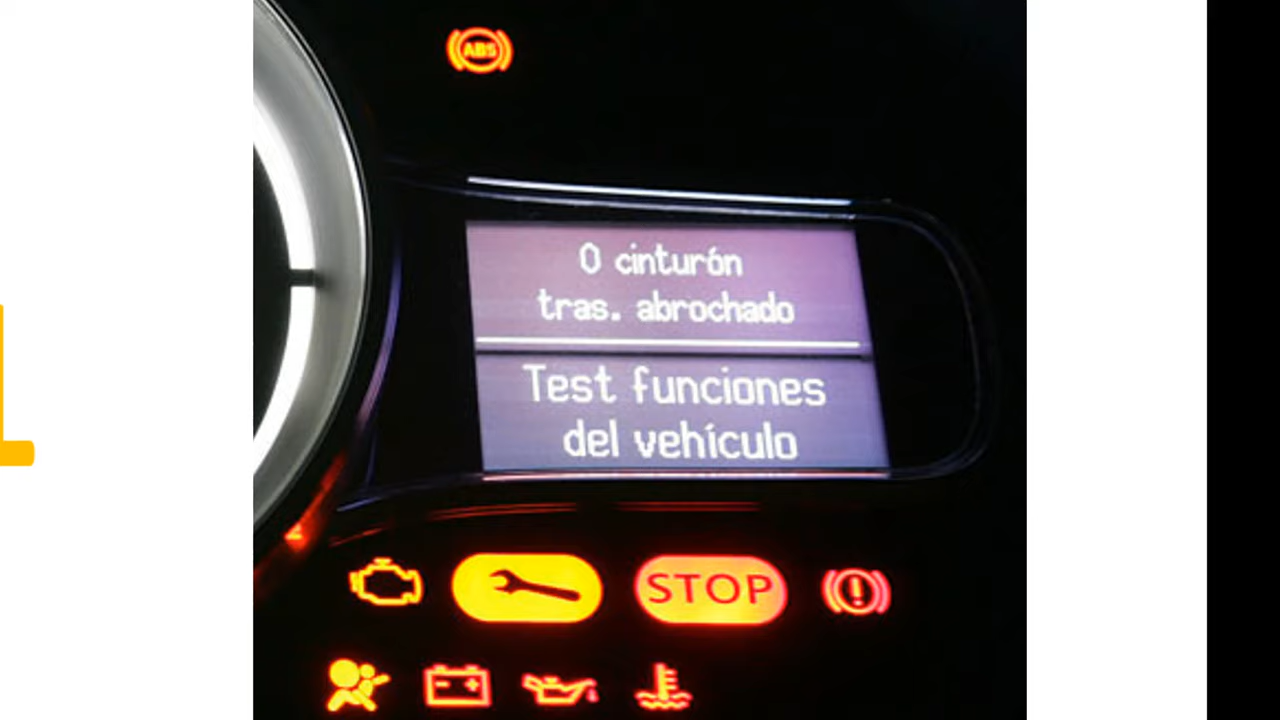 ABS
0 cinturón
tras. abrochado
Test funciones
del vehículo
STOP